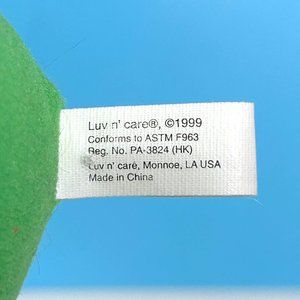 Luv n' care®, ©1999
Conforms to ASTM F963
Reg. No. PA-3824 (HK)
Luv n' care, Monnoe, LA USA
Made in China